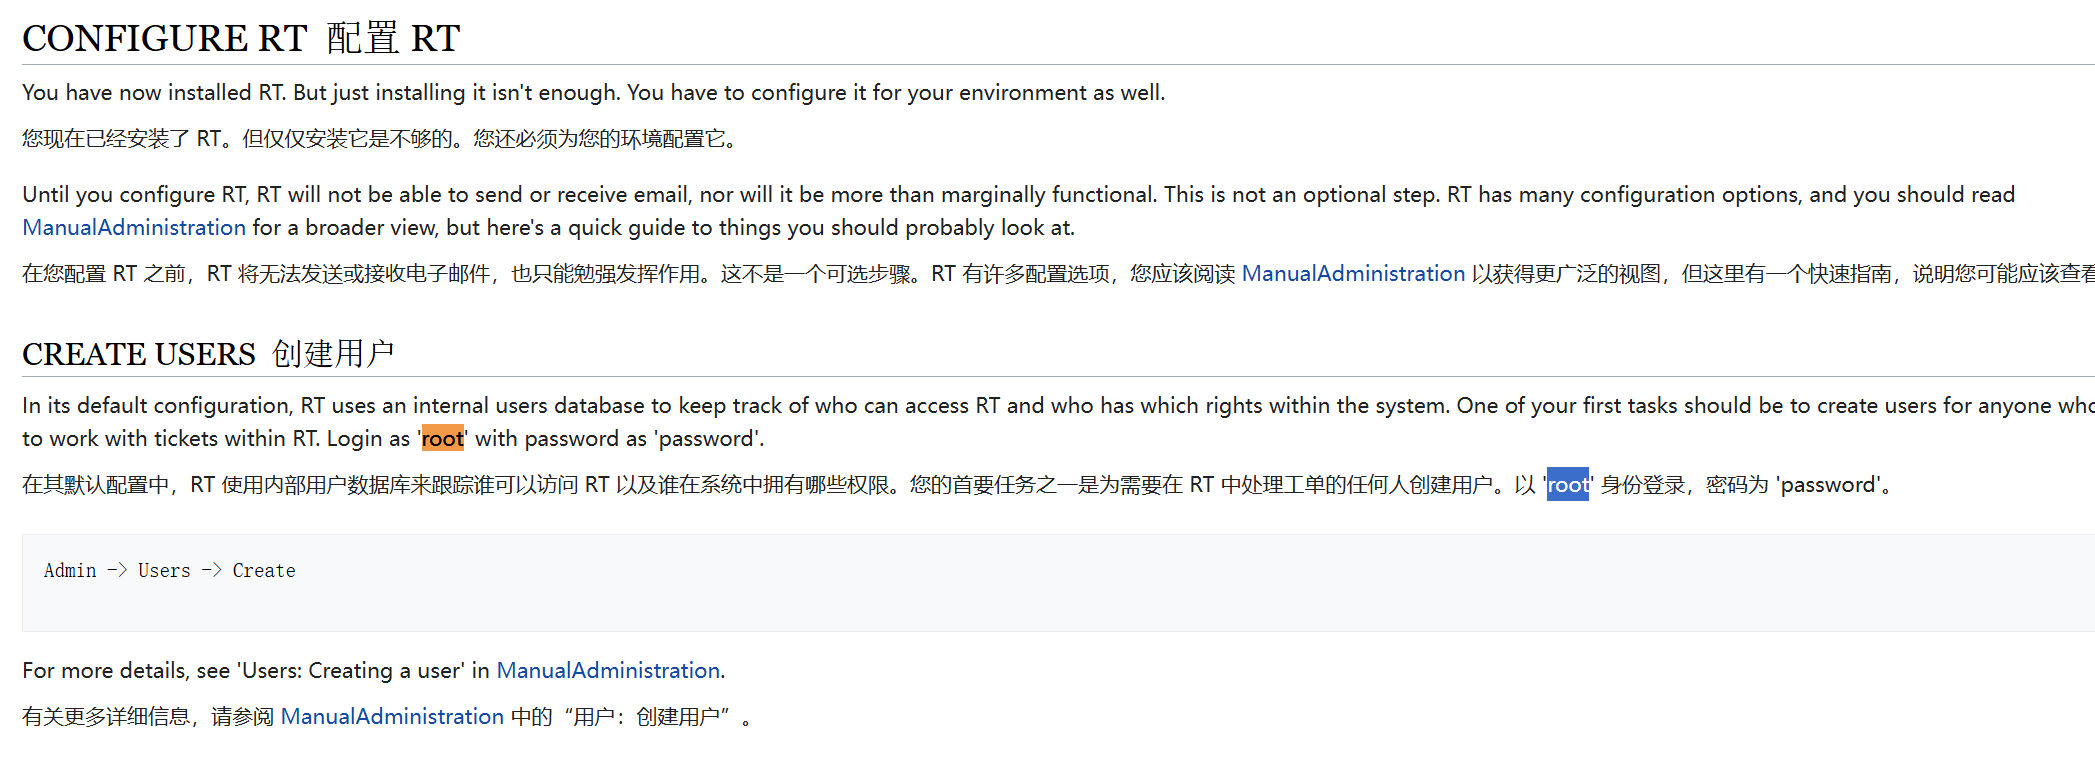 CONFIGURE RT 配置 RT
You have now installed RT. But just installing it isn't enough. You have to configure it for your environment as well.
您现在已经安装了 RT。但仅仅安装它是不够的。您还必须为您的环境配置它。
Until you configure RT, RT will not be able to send or receive email, nor will it be more than marginally functional. This is not an optional step. RT has many configuration options, and you should read
ManualAdministration for a broader view, but here's a quick guide to things you should probably look at.
在您配置 RT 之前，RT 将无法发送或接收电子邮件，也只能勉强发挥作用。这不是一个可选步骤。RT 有许多配置选项，您应该阅读 ManualAdministration 以获得更广泛的视图，但这里有一个快速指南，说明您可能应该查看
CREATE USERS 创建用户
In its default configuration, RT uses an internal users database to keep track of who can access RT and who has which rights within the system. One of your first tasks should be to create users for anyone who
to work with tickets within RT. Login as 'root' with password as 'password'.
在其默认配置中，RT 使用内部用户数据库来跟踪谁可以访问 RT 以及谁在系统中拥有哪些权限。您的首要任务之一是为需要在 RT 中处理工单的任何人创建用户。以 'root' 身份登录，密码为 'password'。
Admin -> Users -> Create
For more details, see 'Users: Creating a user' in ManualAdministration.
有关更多详细信息，请参阅 ManualAdministration 中的“用户：创建用户”。